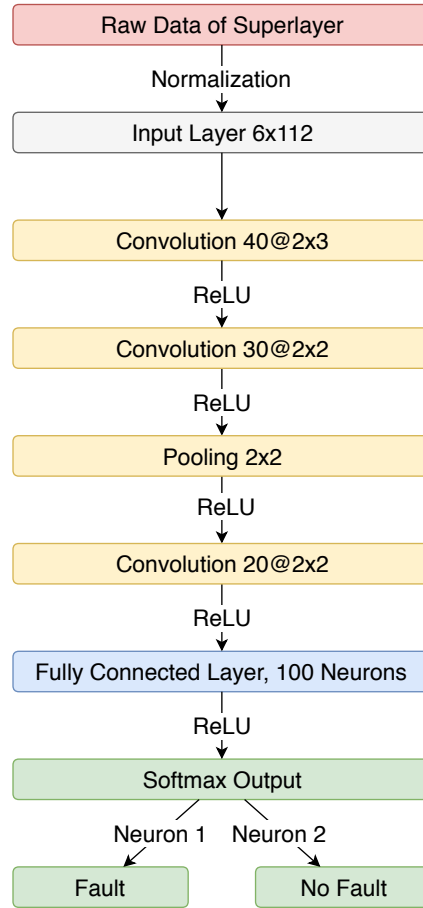 Raw Data of Superlayer
Normalization
Input Layer 6x112
Convolution 40@2x3
ReLU
Convolution 30@2x2
ReLU
Pooling 2x2
ReLU
Convolution 20@2x2
ReLU
Fully Connected Layer, 100 Neurons
ReLU
Softmax Output
Neuron 1 Neuron 2
Fault No Fault